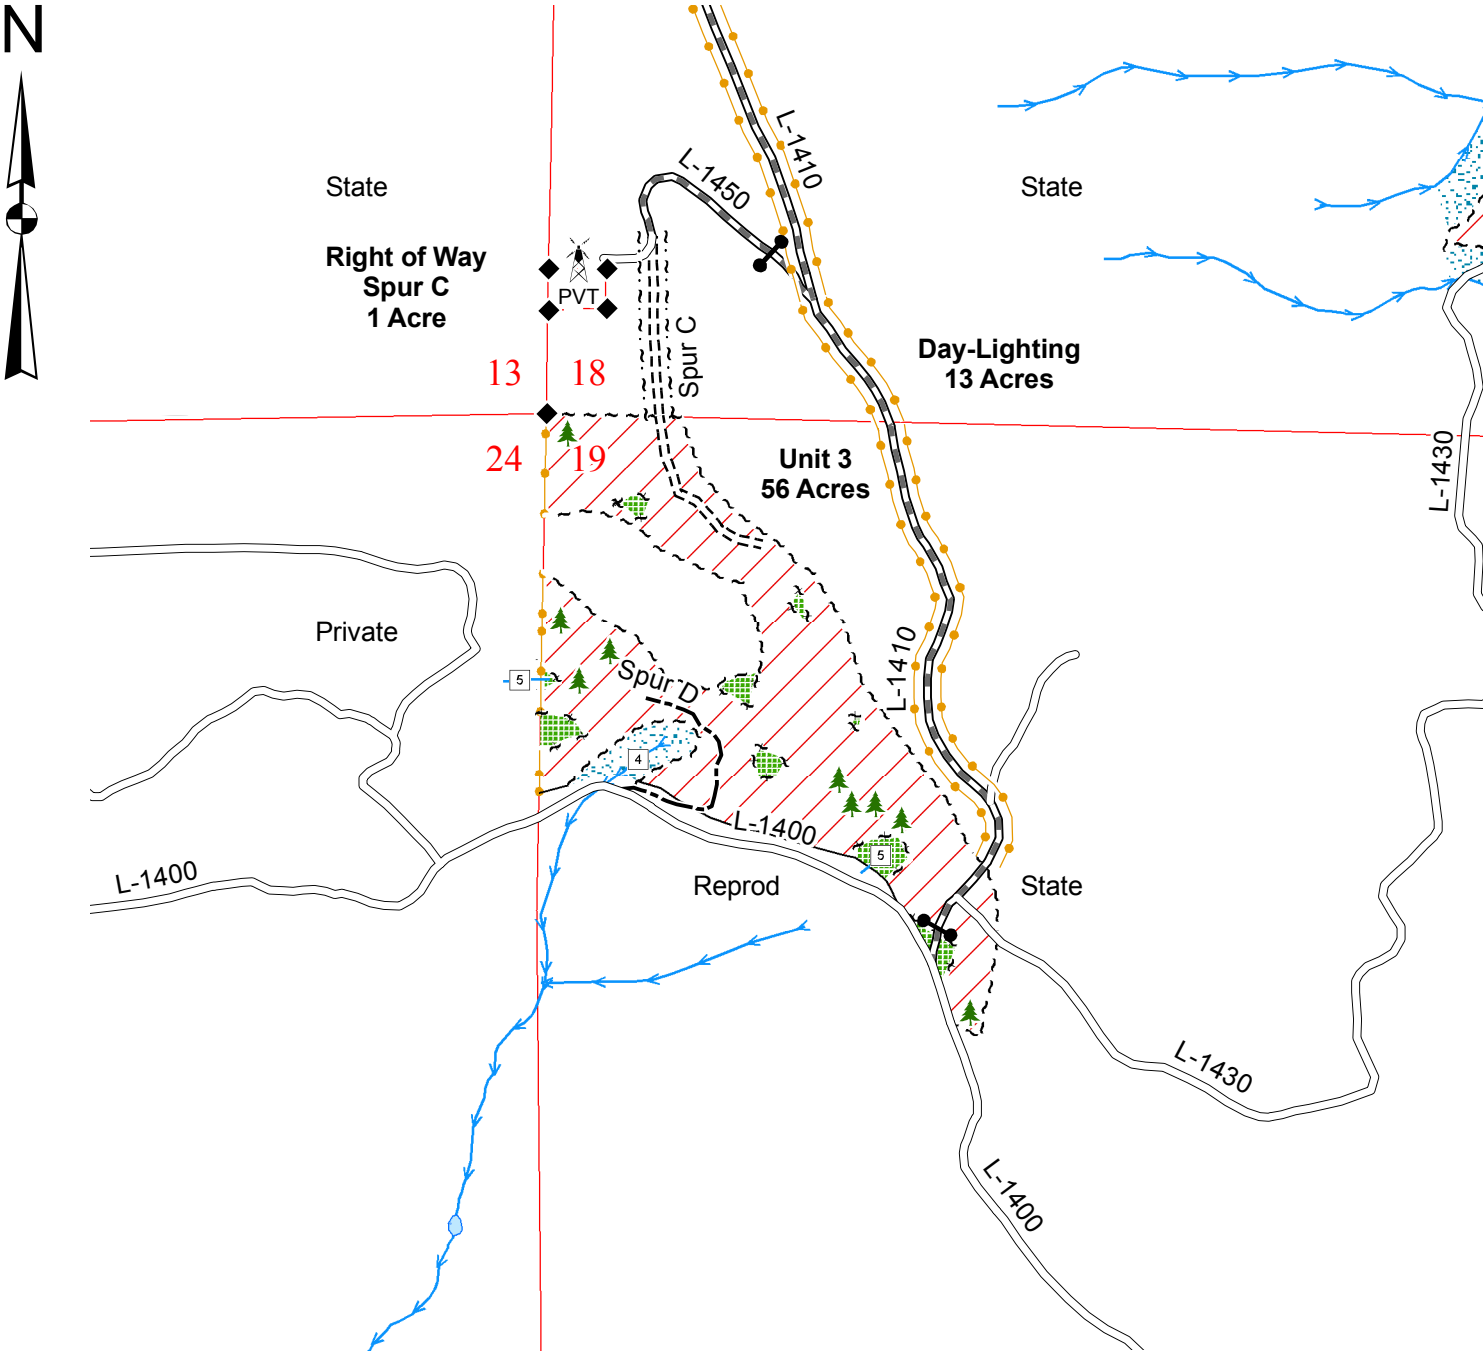 N
L-1410
L-1450
State
State
Right of Way
Spur C
1 Acre
PVT
Spur C
Day-Lighting
13 Acres
13
18
24
19
Unit 3
56 Acres
L-1430
Private
L-1410
5
Spur D
4
L-1400
5
L-1400
Reprod
State
L-1430
L-1400